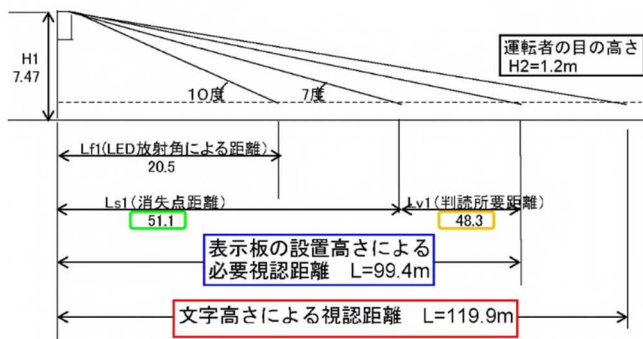 H1
7.47
運転者の目の高さ
H2=1.2m
10度
7度
Lf1(LED放射角による距離)
20.5
Ls1(消失点距離)
51.1
Lv1(判読所要距離)
48.3
表示板の設置高さによる
必要視認距離 L=99.4m
文字高さによる視認距離 L=119.9m